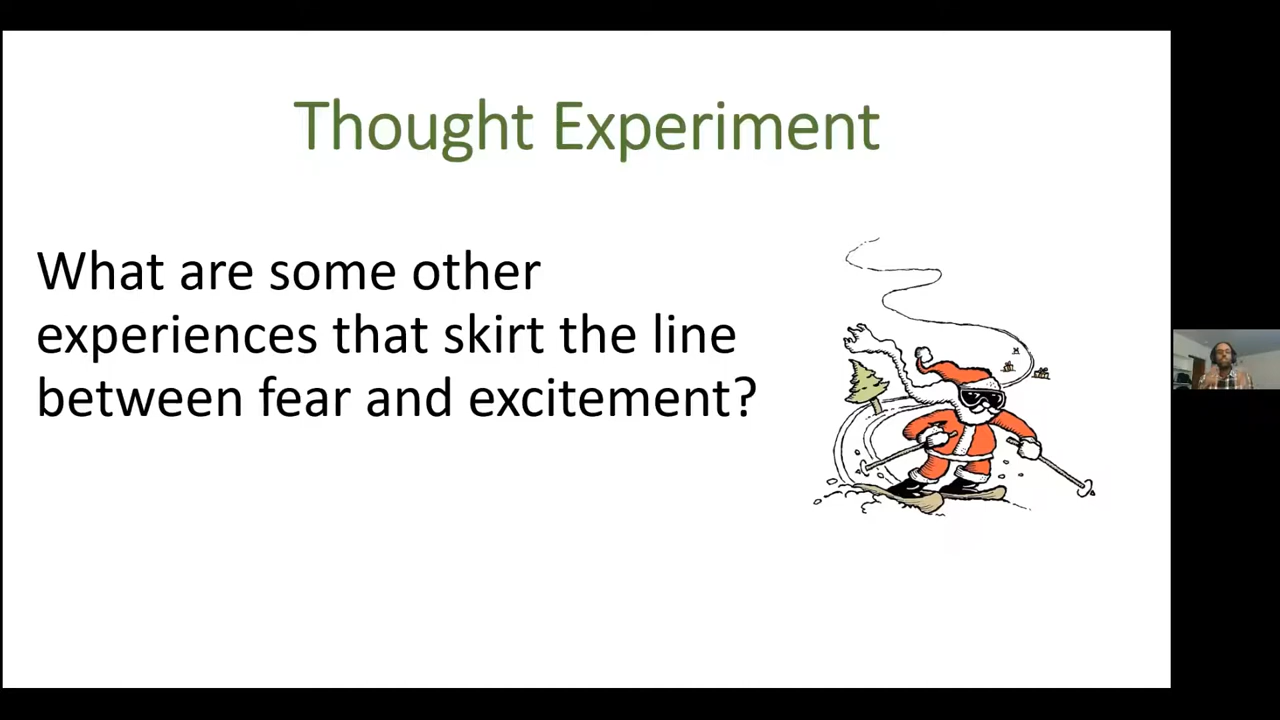 Thought Experiment
What are some other
experiences that skirt the line
between fear and excitement?